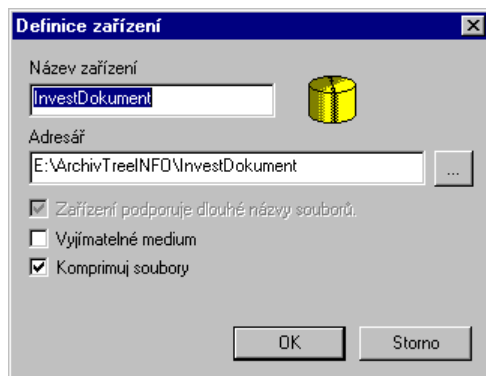 Definice zařízení
Název zařízení
InvestDokument
Adresář
E:\ArchivTreeINFO\InvestDokument
...
Zařízení podporuje dlouhé názvy souborů.
Vyjímatelné medium
Komprimuj soubory
OK
Storno